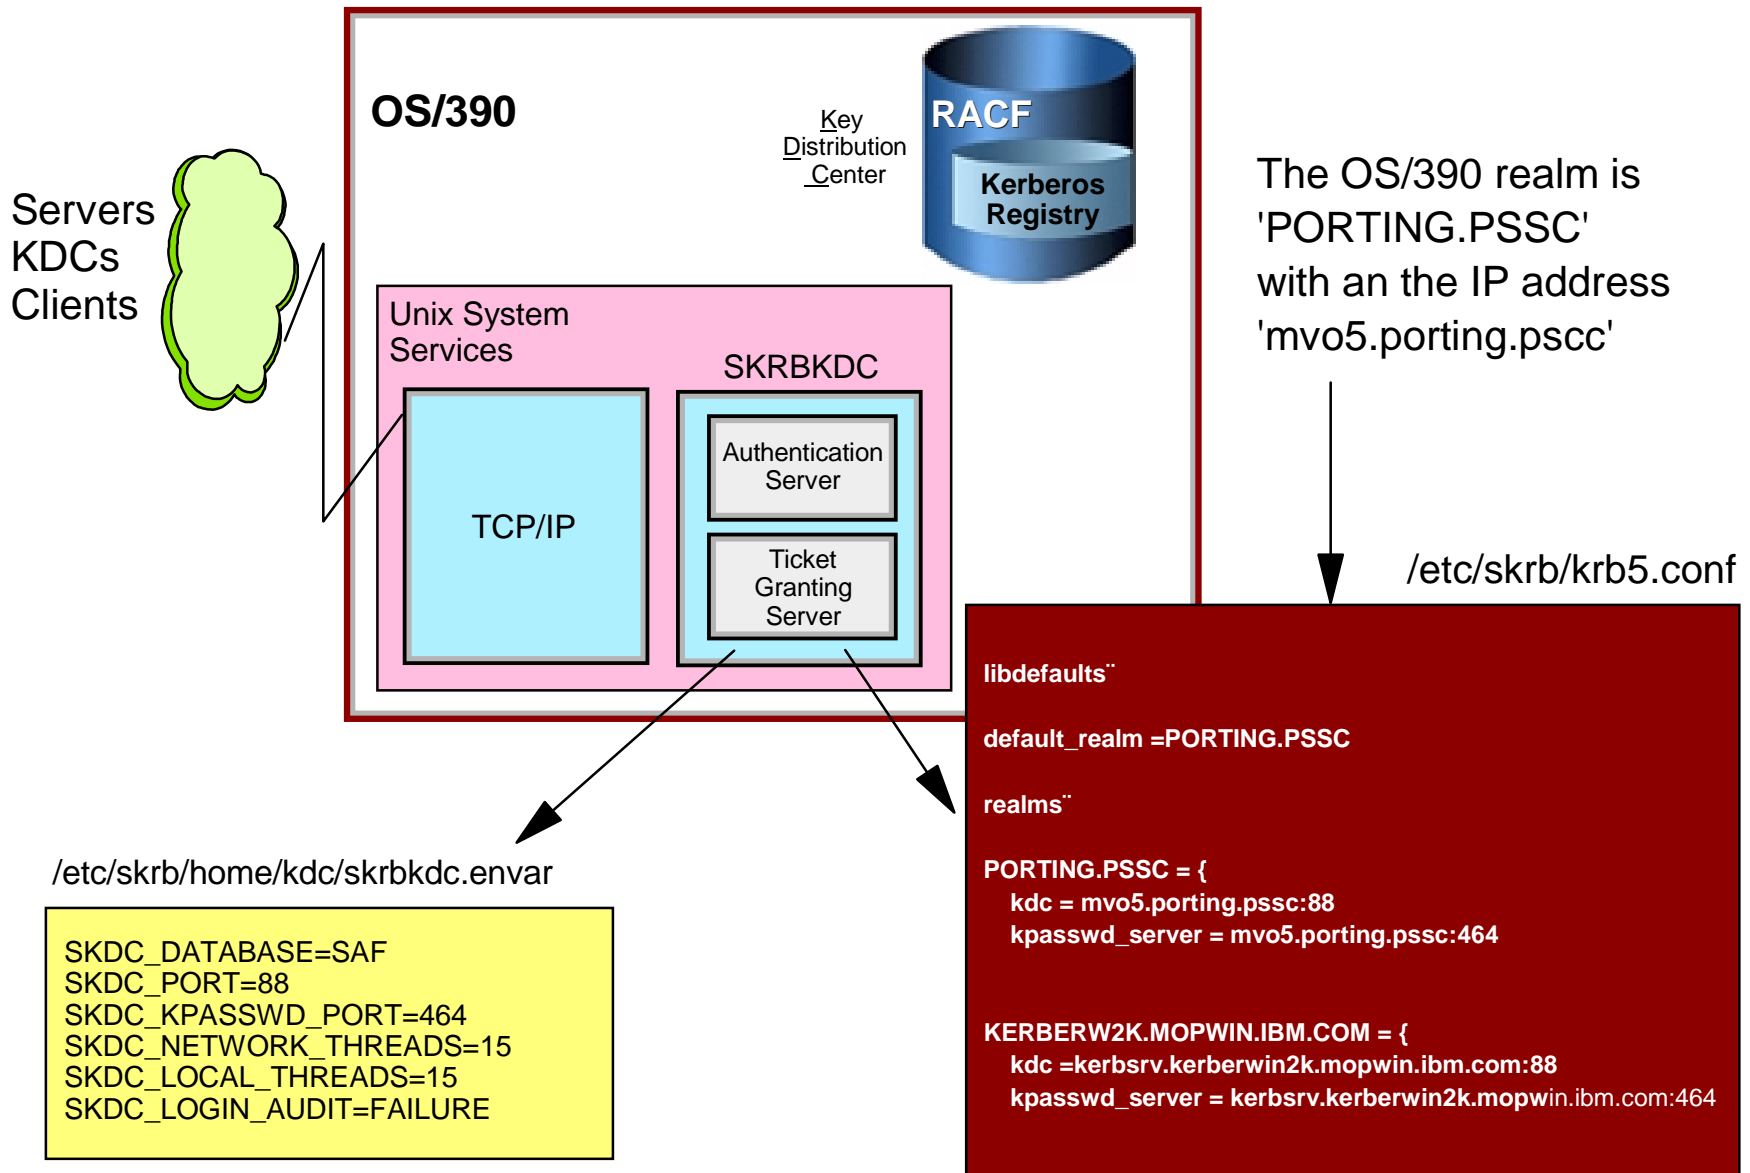 OS/390
Key
Distribution
Center
RACF
Kerberos
Registry
Servers
KDCs
Clients
The OS/390 realm is
'PORTING.PSSC'
with an the IP address
'mvo5.porting.pscc'
Unix System
Services
SKRBKDC
TCP/IP
Authentication
Server
Ticket
Granting
Server
/etc/skrb/krb5.conf
libdefaults¨
default_realm =PORTING.PSSC
realms¨
PORTING.PSSC = {
kdc = mvo5.porting.pssc:88
kpasswd_server = mvo5.porting.pssc:464
KERBERW2K.MOPWIN.IBM.COM = {
kdc =kerbsrv.kerberwin2k.mopwin.ibm.com:88
kpasswd_server = kerbsrv.kerberwin2k.mopwin.ibm.com:464
/etc/skrb/home/kdc/skrbkdc.envar
SKDC_DATABASE=SAF
SKDC_PORT=88
SKDC_KPASSWD_PORT=464
SKDC_NETWORK_THREADS=15
SKDC_LOCAL_THREADS=15
SKDC_LOGIN_AUDIT=FAILURE